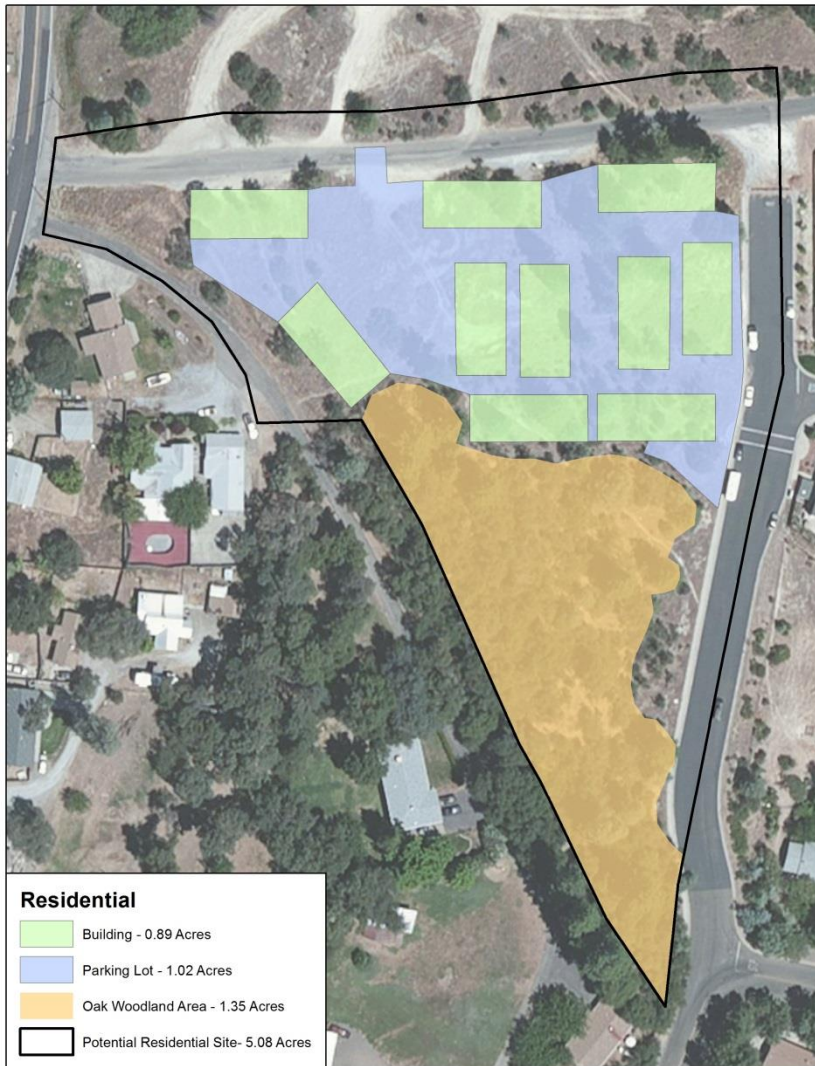 Residential
Building - 0.89 Acres
Parking Lot - 1.02 Acres
Oak Woodland Area - 1.35 Acres
Potential Residential Site- 5.08 Acres